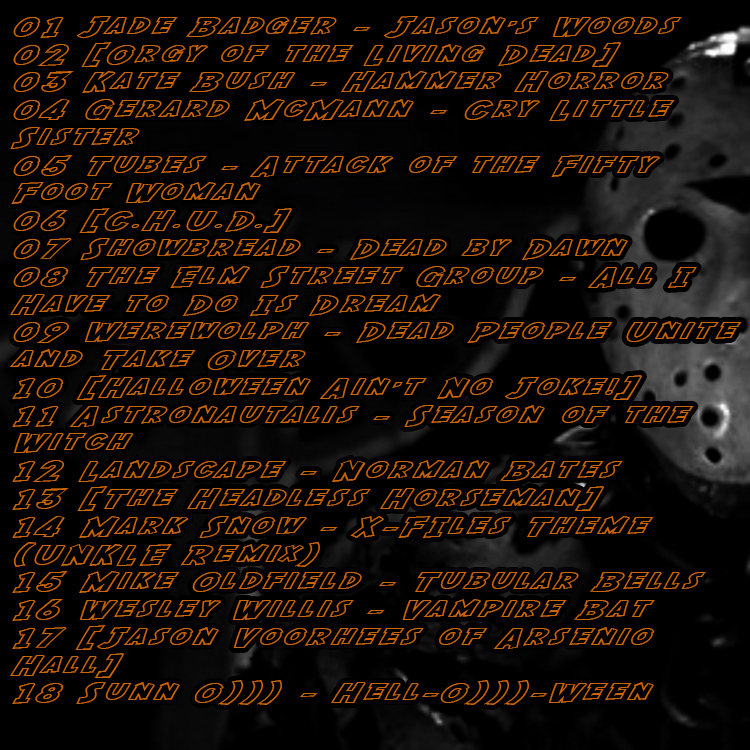 01 Jade Badger - Jason's Woods
02 [Orgy of the Living Dead]
03 Kate Bush - Hammer Horror
04 Gerard McMann - Cry Little
Sister
05 Tubes - Attack of the Fifty
Foot Woman
06 [C.H.U.D.]
07 Showbread - Dead by Dawn
08 The Elm Street Group - All I
Have to Do Is Dream
09 Werewolph - Dead People Unite
and Take Over
10 [Halloween Ain't No Joke!]
11 Astronautalis - Season of the
Witch
12 Landscape - Norman Bates
13 [The Headless Horseman]
14 Mark Snow - X-Files Theme
(UNKLE Remix)
15 Mike Oldfield - Tubular Bells
16 Wesley Willis - Vampire Bat
17 [Jason Voorhees of Arsenio
Hall]
18 Sunn O))) - Hell-O)))-ween